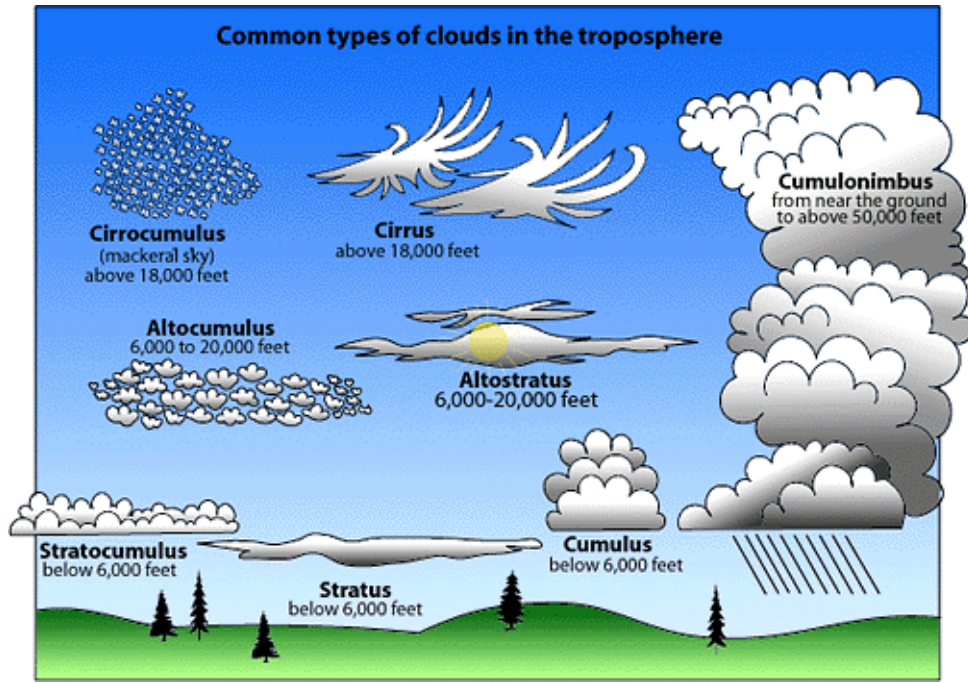 Common types of clouds in the troposphere
Cirrocumulus
(mackeral sky)
above 18,000 feet
Cirrus
above 18,000 feet
Cumulonimbus
from near the ground
to above 50,000 feet
Altocumulus
6,000 to 20,000 feet
Altostratus
6,000-20,000 feet
Stratocumulus
below 6,000 feet
Stratus
below 6,000 feet
Cumulus
below 6,000 feet